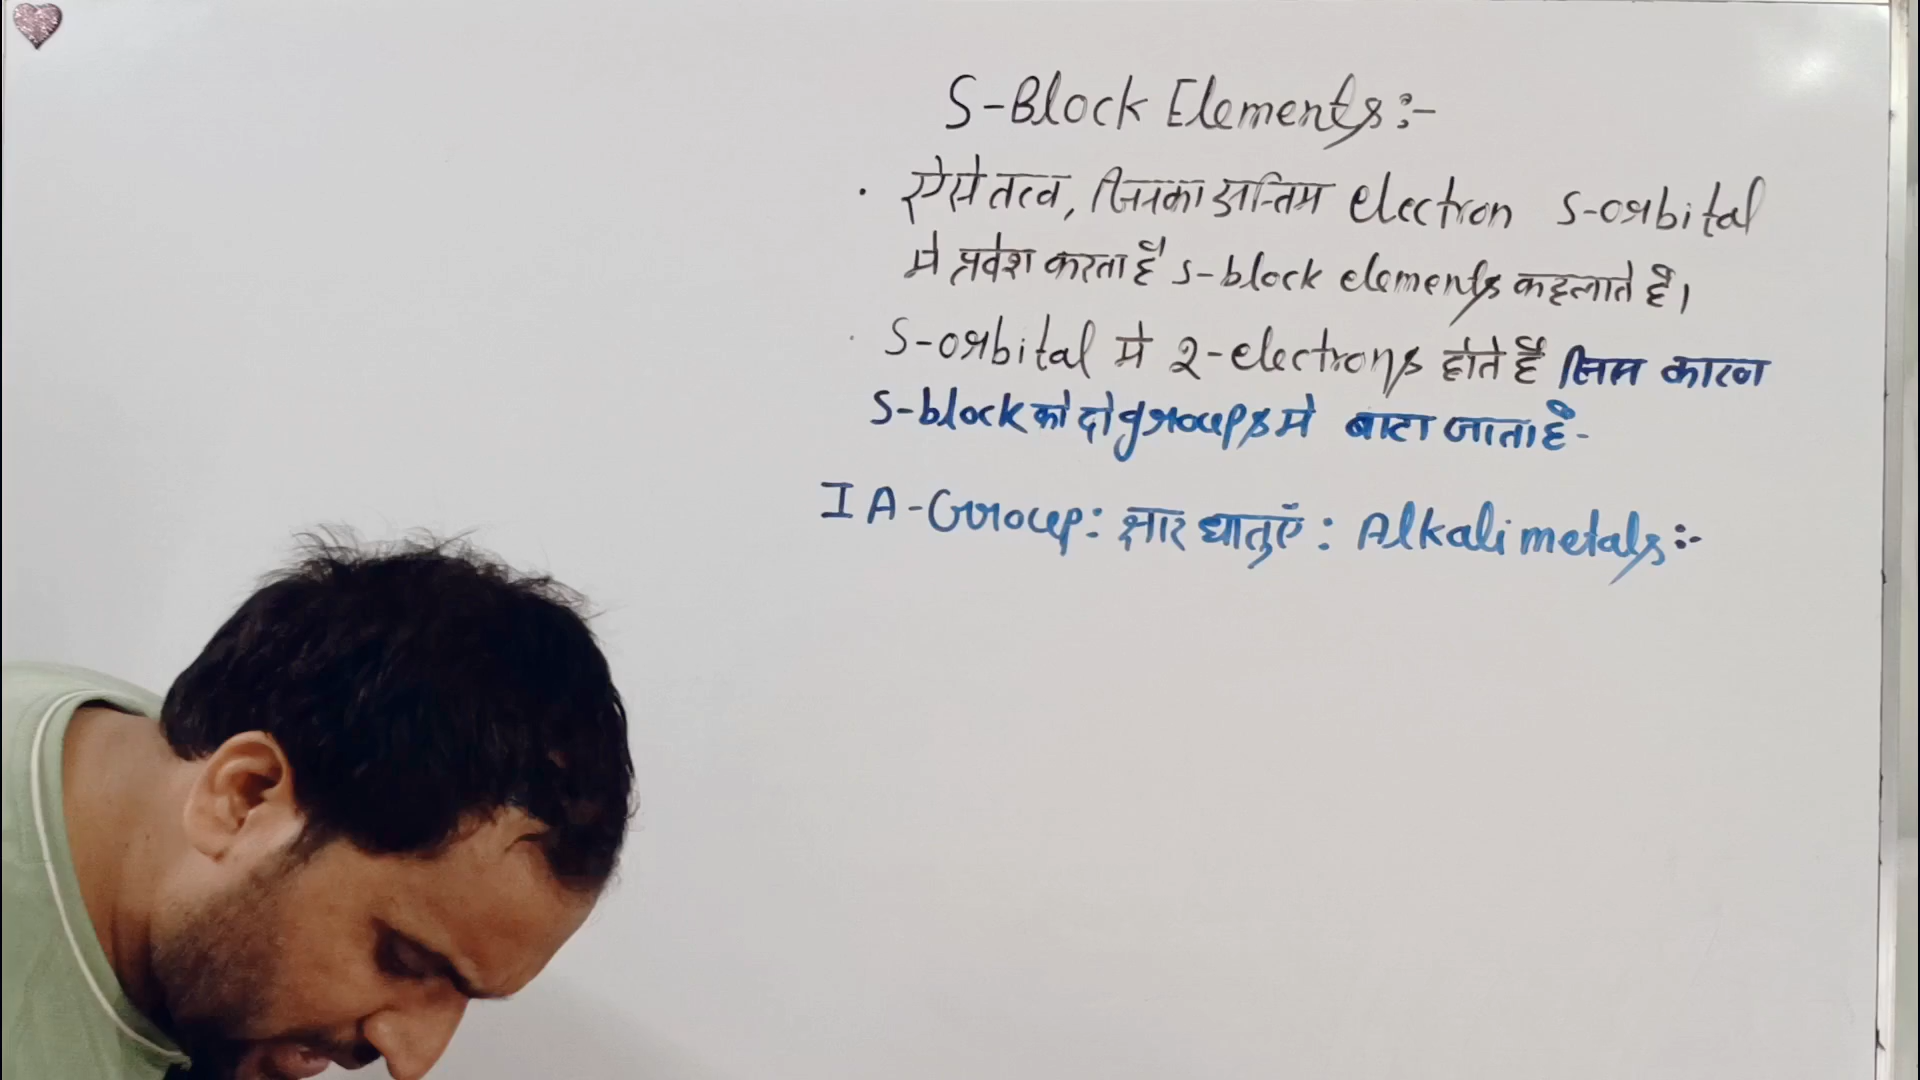 S-Block Elements:-
• ऐसे तत्व, जिनका अन्तिम electron S-orbital
मे प्रवेश करता है s-block elements कहलाते है।
• S-orbital मे 2-electrons होते है जिस कारण
S-block को दो groups मे बाटा जाता है-
I A-Group: क्षार धातुएँ : Alkali metals:-